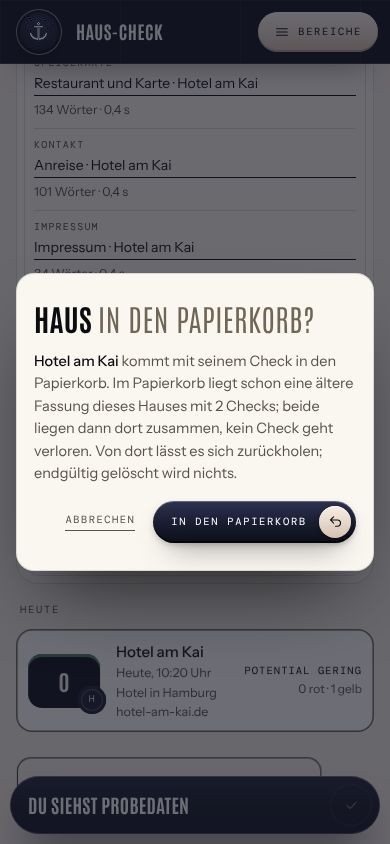 HAUS-CHECK
BEREICHE
SPEISEKARTE
Restaurant und Karte · Hotel am Kai
134 Wörter · 0,4 s
KONTAKT
Anreise · Hotel am Kai
101 Wörter · 0,4 s
IMPRESSUM
Impressum · Hotel am Kai
34 Wörter · 0,4 s
HAUS IN DEN PAPIERKORB?
Hotel am Kai kommt mit seinem Check in den
Papierkorb. Im Papierkorb liegt schon eine ältere
Fassung dieses Hauses mit 2 Checks; beide
liegen dann dort zusammen, kein Check geht
verloren. Von dort lässt es sich zurückholen;
endgültig gelöscht wird nichts.
ABBRECHEN
IN DEN PAPIERKORB
HEUTE
0
H
Hotel am Kai
Heute, 10:20 Uhr
Hotel in Hamburg
hotel-am-kai.de
POTENTIAL GERING
0 rot · 1 gelb
DU SIEHST PROBEDATEN